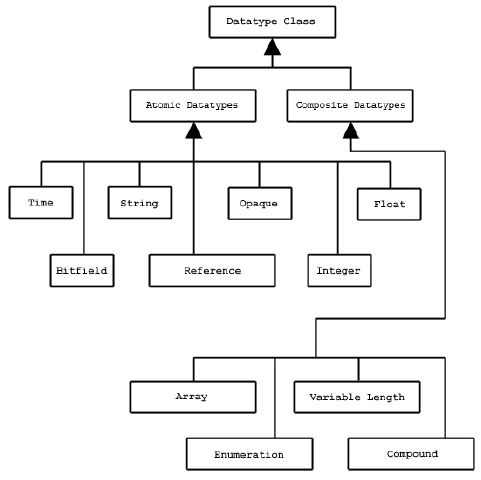 Datatype Class
Atomic Datatypes
Composite Datatypes
Time
String
Opaque
Float
Bitfield
Reference
Integer
Array
Variable Length
Enumeration
Compound